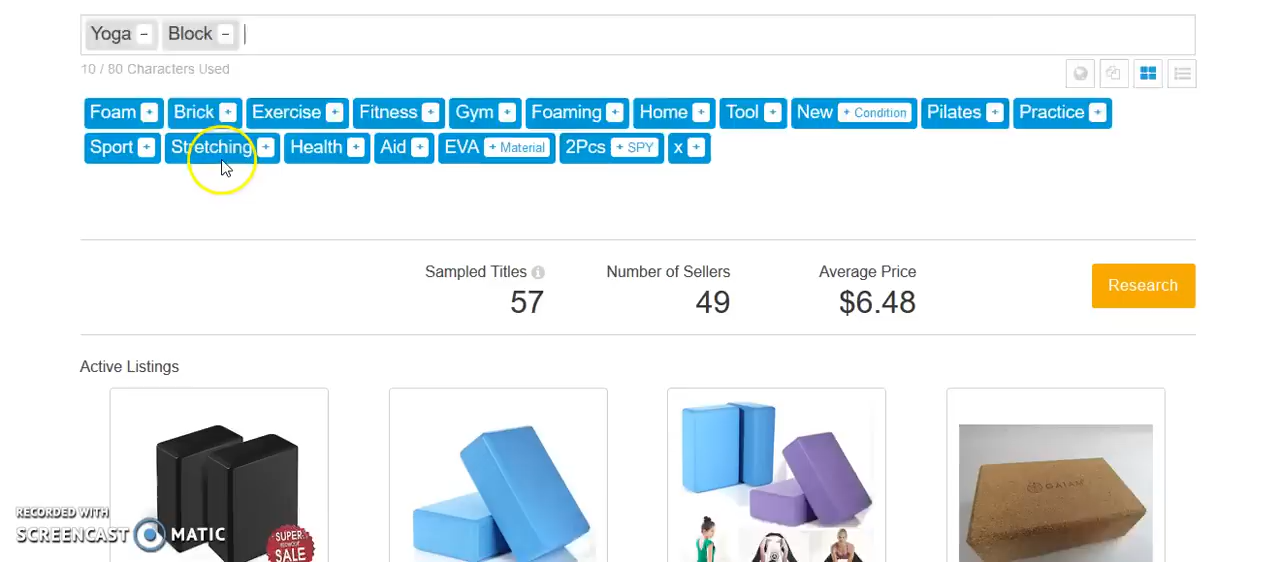 Yoga − Block −
10 / 80 Characters Used
Foam + Brick + Exercise + Fitness + Gym + Foaming + Home + Tool + New + Condition Pilates + Practice +
Sport + Stretching + Health + Aid + EVA + Material 2Pcs + SPY x +
Sampled Titles Number of Sellers Average Price
57 49 $6.48
Research
Active Listings
GAIAM
RECORDED WITH
SCREENCAST MATIC
SUPER
SALE